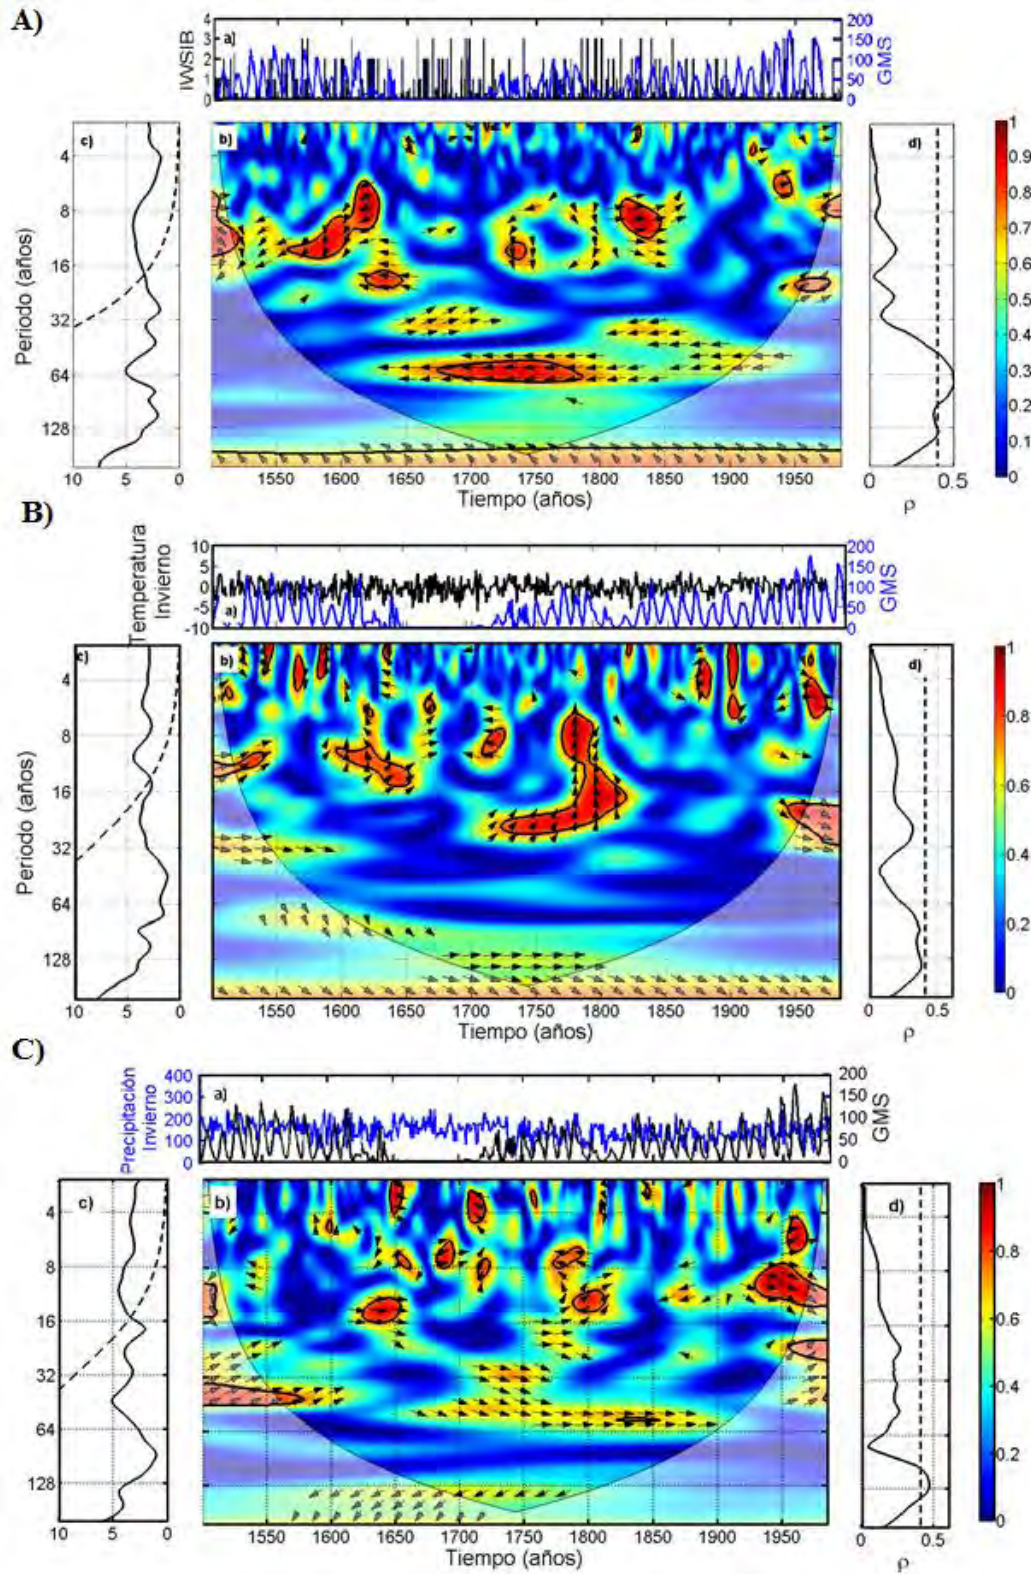 A)
IWSIB
4
3
2
1
0
a)
200
150
100
50
0
GMS
c)
b)
d)
Periodo (años)
4
8
16
32
64
128
10 5 0
1550 1600 1650 1700 1750 1800 1850 1900 1950
Tiempo (años)
0 0.5
ρ
1
0.9
0.8
0.7
0.6
0.5
0.4
0.3
0.2
0.1
0
B)
Temperatura
Invierno
10
5
0
-5
-10
a)
200
150
100
50
0
GMS
c)
b)
d)
Periodo (años)
4
8
16
32
64
128
10 5 0
1550 1600 1650 1700 1750 1800 1850 1900 1950
Tiempo (años)
0 0.5
ρ
1
0.8
0.6
0.4
0.2
0
C)
Precipitación
Invierno
400
300
200
100
0
a)
200
150
100
50
0
GMS
c)
b)
d)
Periodo (años)
4
8
16
32
64
128
10 5 0
1550 1600 1650 1700 1750 1800 1850 1900 1950
Tiempo (años)
0 0.5
ρ
1
0.8
0.6
0.4
0.2
0